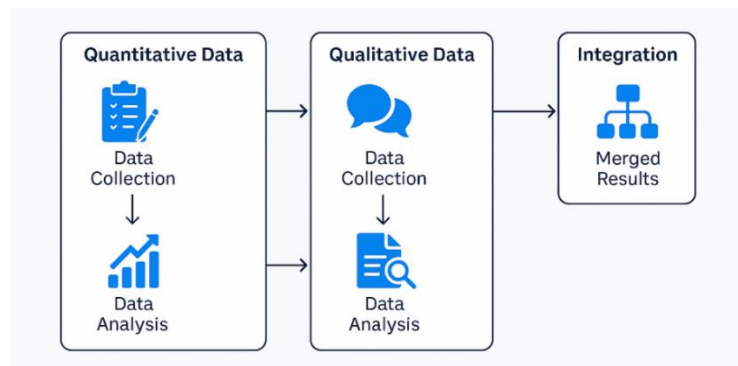 Quantitative Data
Data
Collection
Data
Analysis
Qualitative Data
Data
Collection
Data
Analysis
Integration
Merged
Results